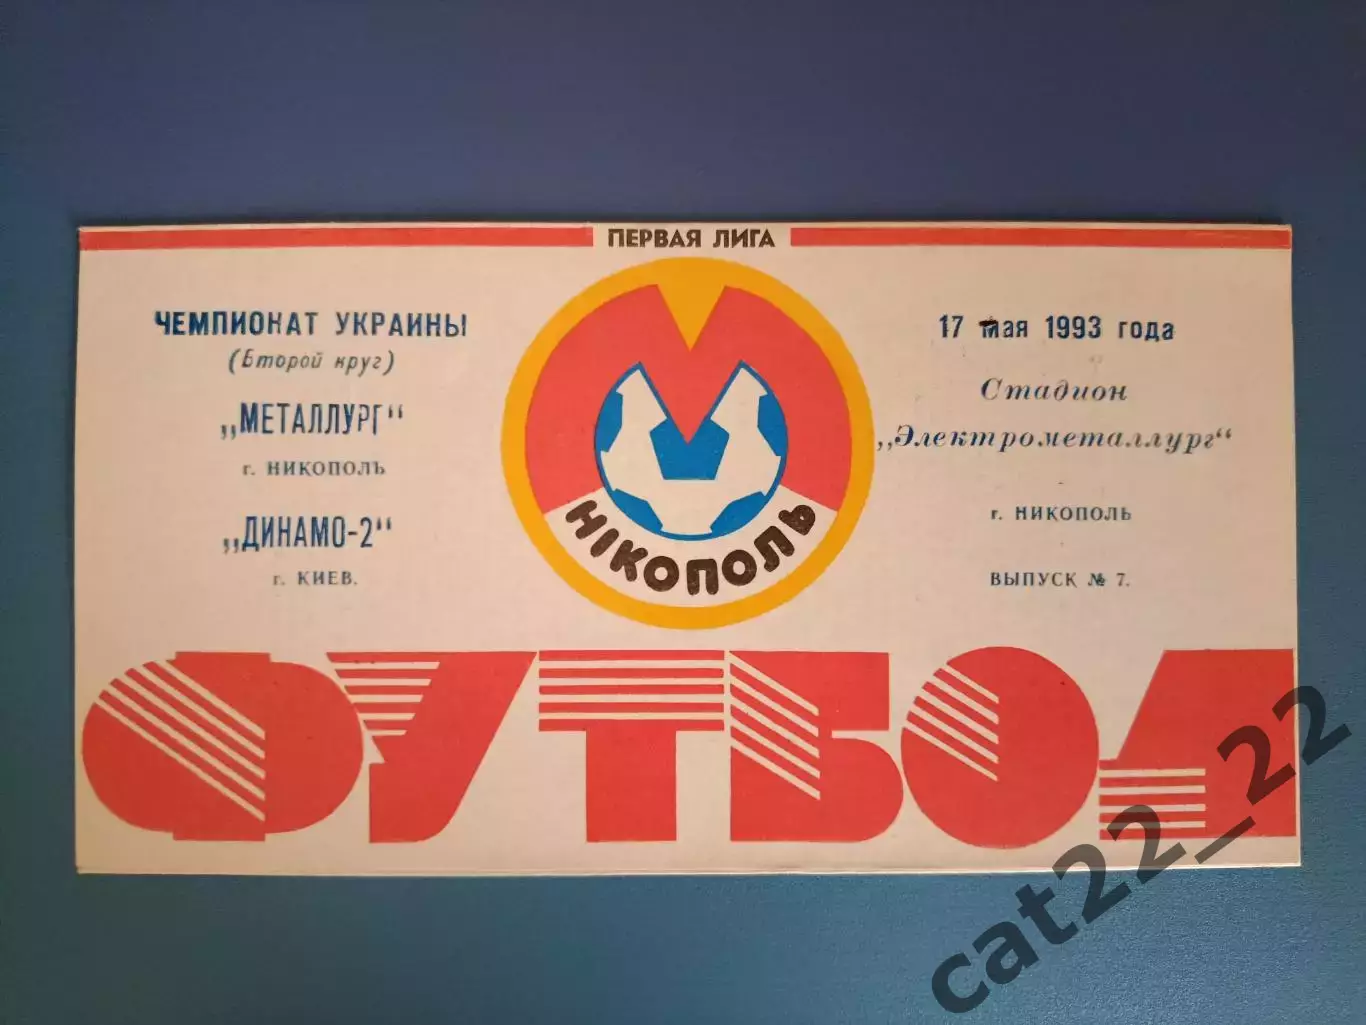 ПЕРВАЯ ЛИГА
ЧЕМПИОНАТ УКРАИНЫ
(Второй круг)
„МЕТАЛЛУРГ“
г. НИКОПОЛЬ
„ДИНАМО-2“
г. КИЕВ.
НІКОПОЛЬ
17 мая 1993 года
Стадион
„Электрометаллург“
г. НИКОПОЛЬ
ВЫПУСК № 7.
ФУТБОЛ
cat22_22